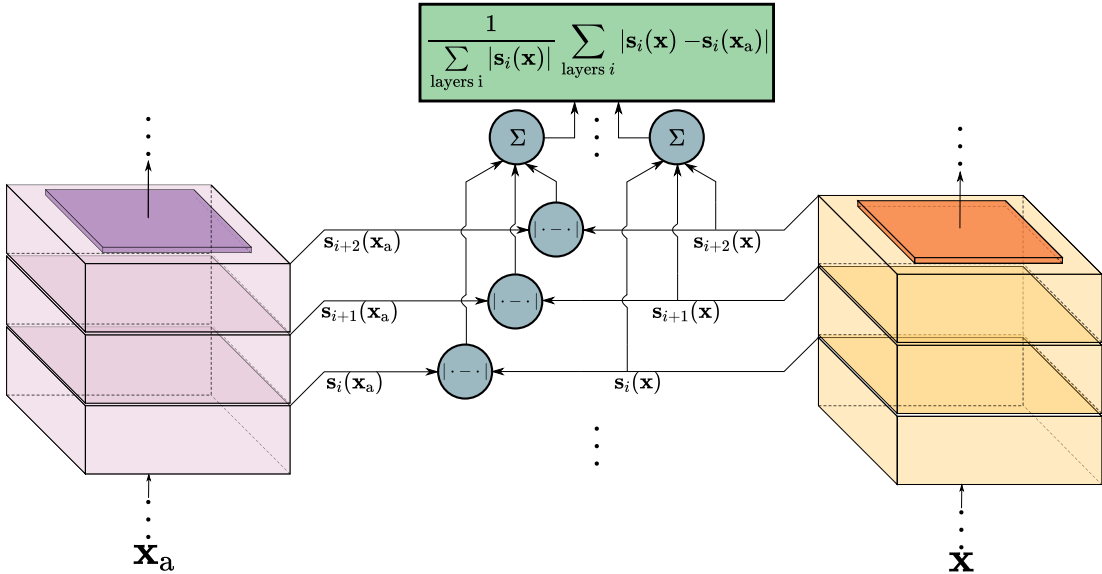 1 / ∑_{layers i} |s_i(x)| ∑_{layers i} |s_i(x) − s_i(x_a)|
Σ Σ
|·−·|
s_{i+2}(x_a) s_{i+2}(x)
|·−·|
s_{i+1}(x_a) s_{i+1}(x)
|·−·|
s_i(x_a) s_i(x)
x_a x